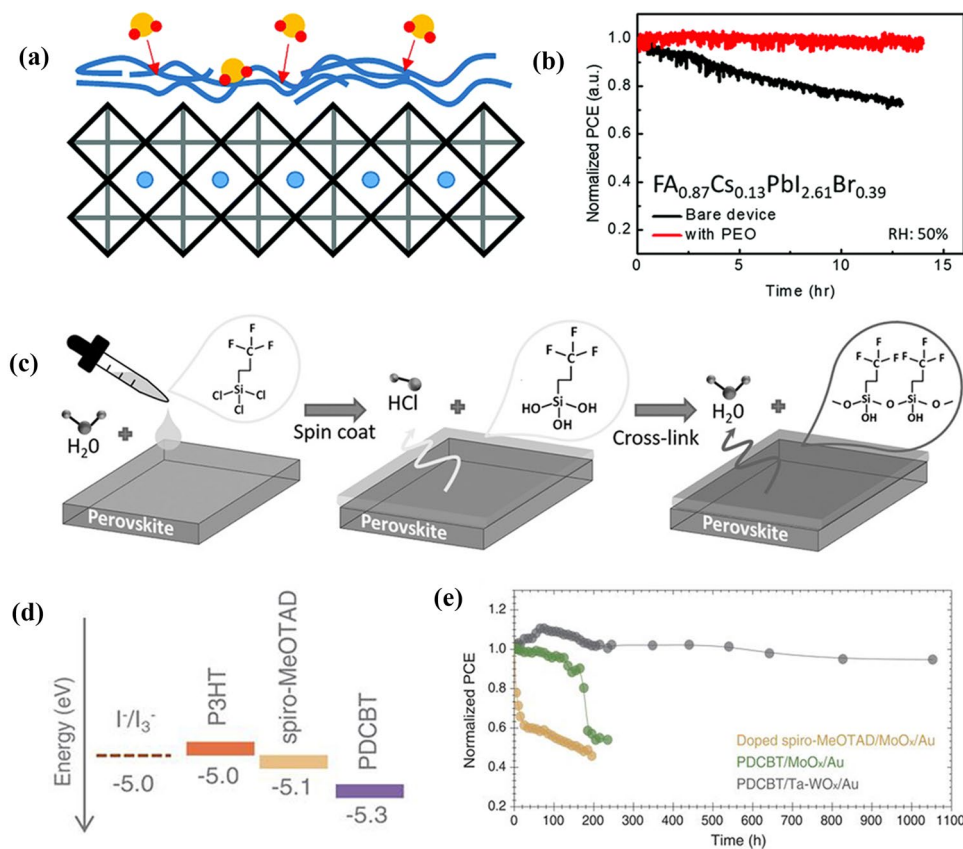 (a)
(b)
Normalized PCE (a.u.)
1.0
0.8
0.6
0.4
0.2
FA0.87Cs0.13PbI2.61Br0.39
Bare device
with PEO
RH: 50%
0
5
10
15
Time (hr)
(c)
H20
+
F
F
C
F
Si
Cl
Cl
Cl
Perovskite
Spin coat
HCl
+
F
F
C
F
Si
HO
OH
OH
Perovskite
Cross-link
H20
+
F
F
F
F
C
F
C
F
O
Si
O
Si
O
OH
OH
Perovskite
(d)
Energy (eV)
I-/I3-
-5.0
P3HT
-5.0
spiro-MeOTAD
-5.1
PDCBT
-5.3
(e)
Normalized PCE
1.2
1.0
0.8
0.6
0.4
0.2
Doped spiro-MeOTAD/MoOx/Au
PDCBT/MoOx/Au
PDCBT/Ta-WOx/Au
0 100 200 300 400 500 600 700 800 900 1000 1100
Time (h)